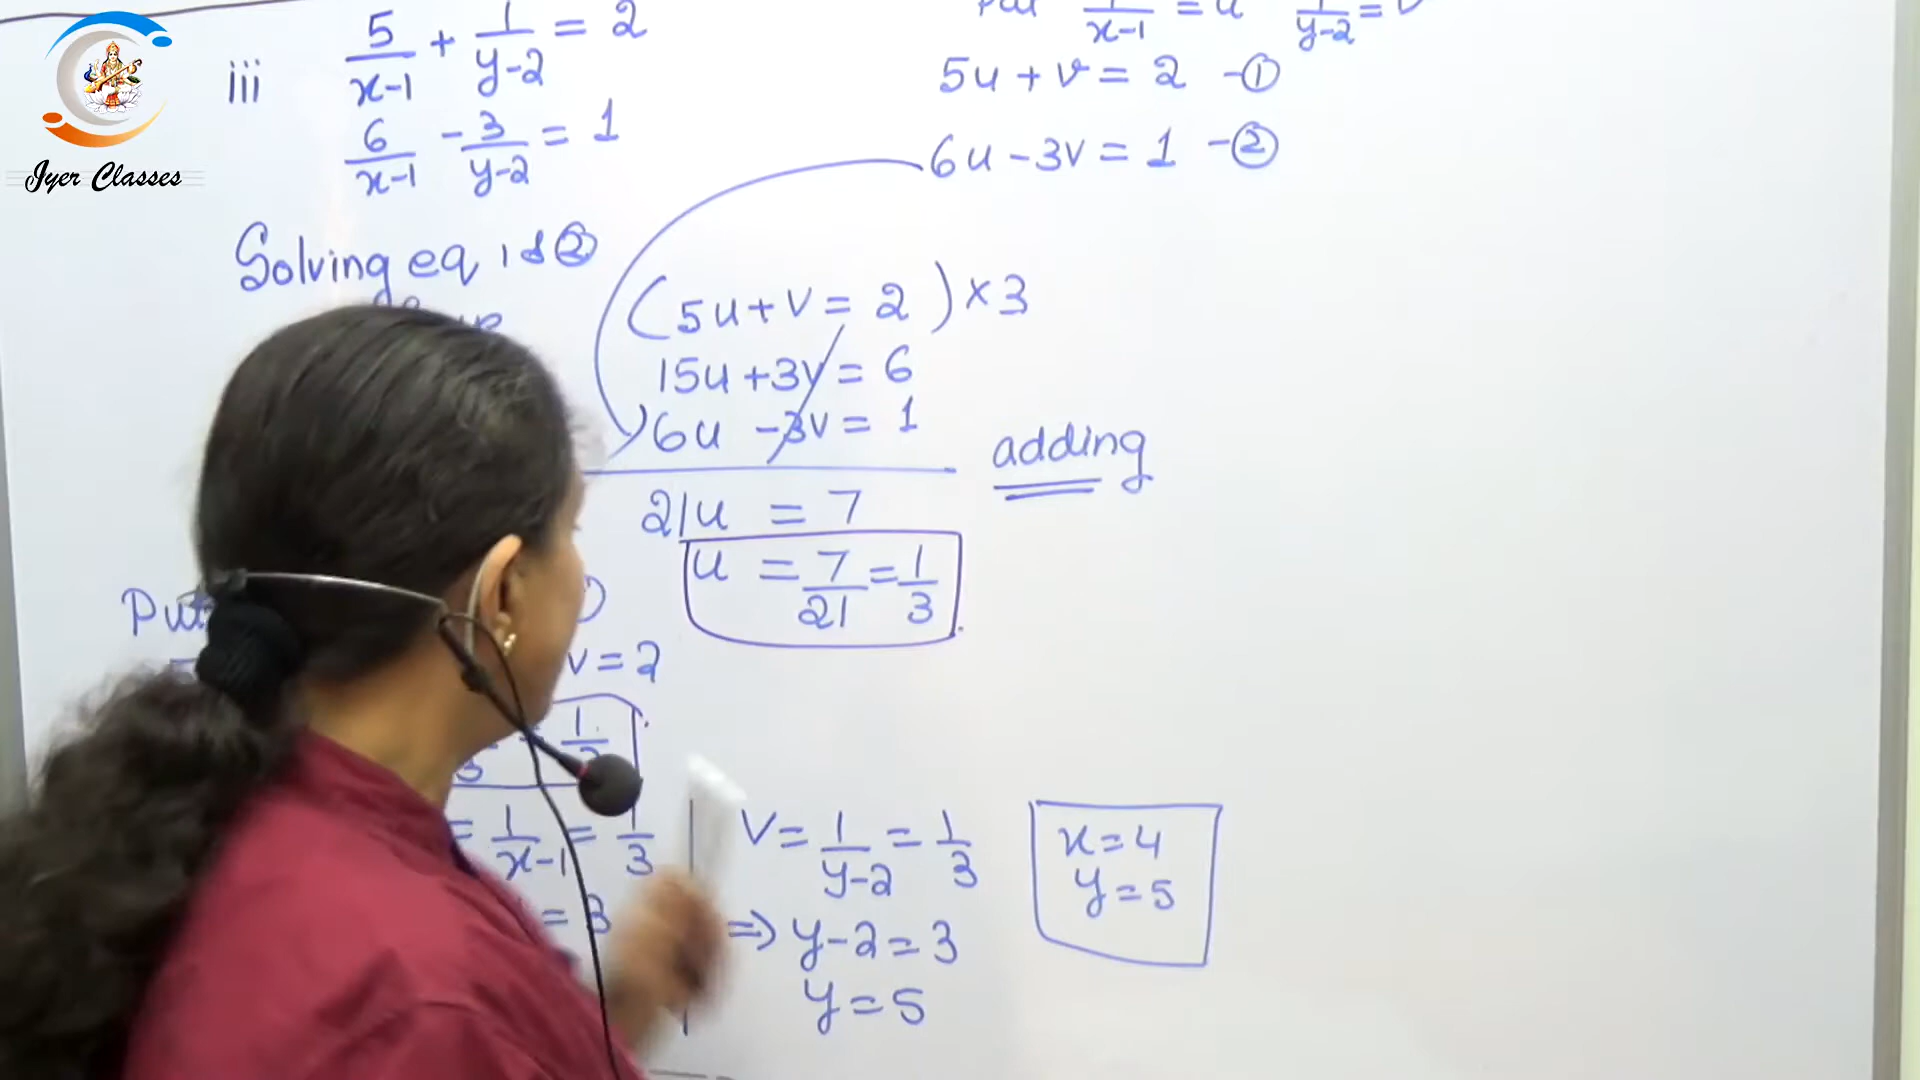 Iyer Classes
iii 5/x-1 + 1/y-2 = 2
6/x-1 - 3/y-2 = 1
Put 1/x-1 = u 1/y-2 = v
5u + v = 2 - ①
6u - 3v = 1 - ②
Solving eq 1 & ②
(5u + v = 2) × 3
15u + 3v = 6
6u - 3v = 1
adding
21u = 7
u = 7/21 = 1/3
Put
v = 2
= 1/x-1 = 1/3
= 3
v = 1/y-2 = 1/3
⇒ y-2 = 3
y = 5
x = 4
y = 5